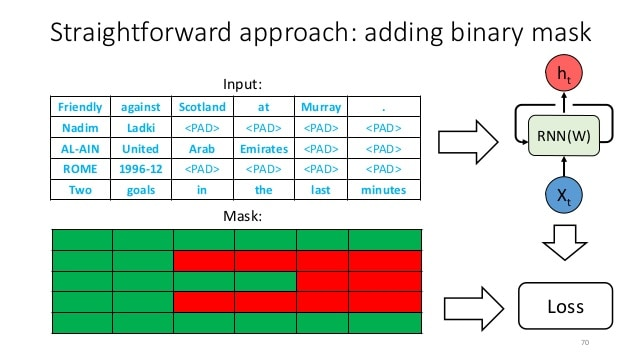 Straightforward approach: adding binary mask
Input:
Friendly against Scotland at Murray .
Nadim Ladki <PAD> <PAD> <PAD> <PAD>
AL-AIN United Arab Emirates <PAD> <PAD>
ROME 1996-12 <PAD> <PAD> <PAD> <PAD>
Two goals in the last minutes
Mask:
ht
RNN(W)
Xt
Loss
70